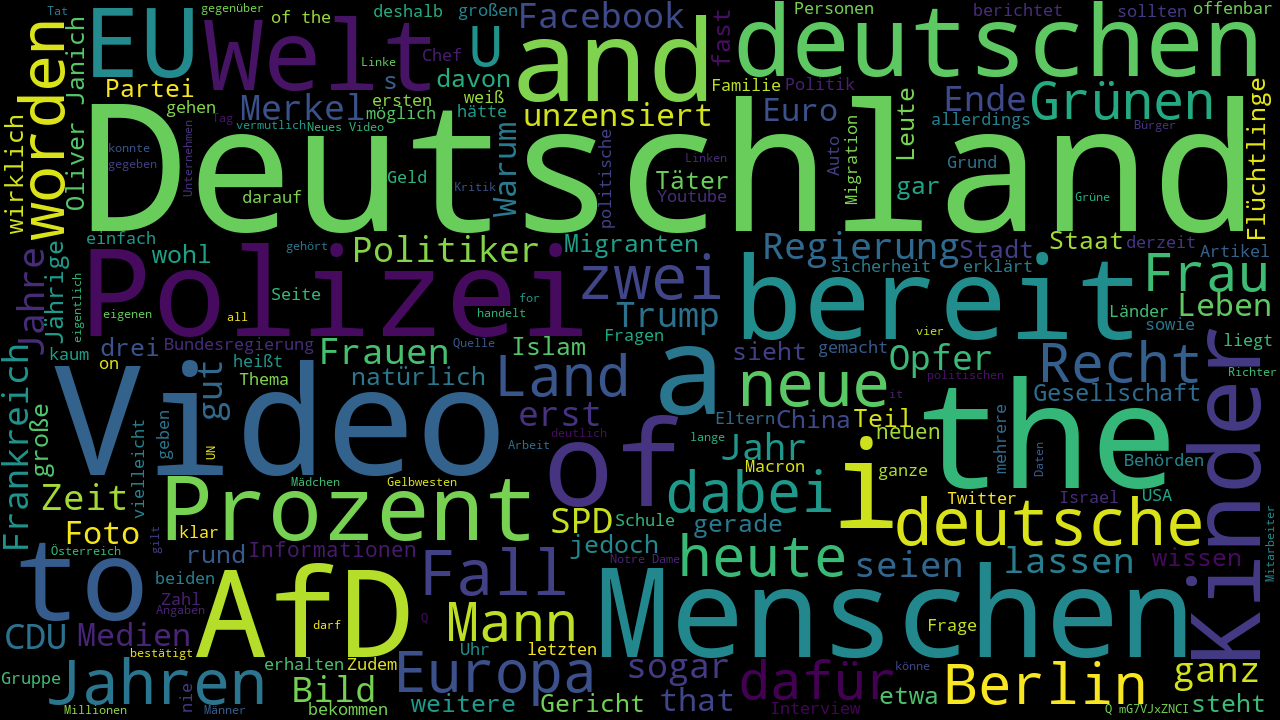 Tat
gegenüber
of the
deshalb
großen
Facebook
Personen
berichtet
sollten
offenbar
EU
Welt
U
and
fast
deutschen
worden
Oliver Janich
Linke
Chef
Partei
s
davon
Familie
Politik
wirklich
gehen
Merkel
ersten
möglich
weiß
hätte
unzensiert
Euro
Leute
Ende
Grünen
Flüchtlinge
Tag
vermutlich
Neues Video
allerdings
Bürger
Deutschland
konnte
gegeben
Unternehmen
darauf
Geld
Kritik
Warum
politische
Linken
Täter
Youtube
Auto
Migration
gar
Grund
Grüne
einfach
wohl
gehört
Politiker
Migranten
Regierung
Stadt
Staat
derzeit
Artikel
Jahre
Jährige
eigentlich
Polizei
zwei
bereit
Sicherheit
erklärt
Frau
Seite
eigenen
all
for
handelt
Trump
Fragen
Länder
Leben
sowie
vier
drei
Bundesregierung
Frauen
Quelle
Islam
sieht
gemacht
Opfer
Recht
liegt
Richter
Frankreich
kaum
on
heißt
Thema
gut
natürlich
Land
a
neue
politischen
it
the
Gesellschaft
Kinder
große
Video
geben
UN
vielleicht
erst
deutlich
Arbeit
of
Eltern
China
Teil
neuen
lange
Jahr
mehrere
Daten
Behörden
Macron
ganze
i
Zeit
Mädchen
Gelbwesten
Prozent
dabei
Twitter
Israel
USA
Foto
klar
gilt
SPD
Schule
gerade
deutsche
Mitarbeiter
to
Österreich
rund
Informationen
jedoch
Notre Dame
heute
seien
lassen
wissen
beiden
Zahl
Angaben
AfD
Fall
Menschen
CDU
Medien
bestätigt
darf
Q
Mann
Uhr
letzten
Frage
Gruppe
Jahren
erhalten
Zudem
Europa
sogar
dafür
könne
Berlin
ganz
Millionen
nie
Männer
Bild
bekommen
weitere
Gericht
that
Interview
etwa
Q mG7VJxZNCI
steht